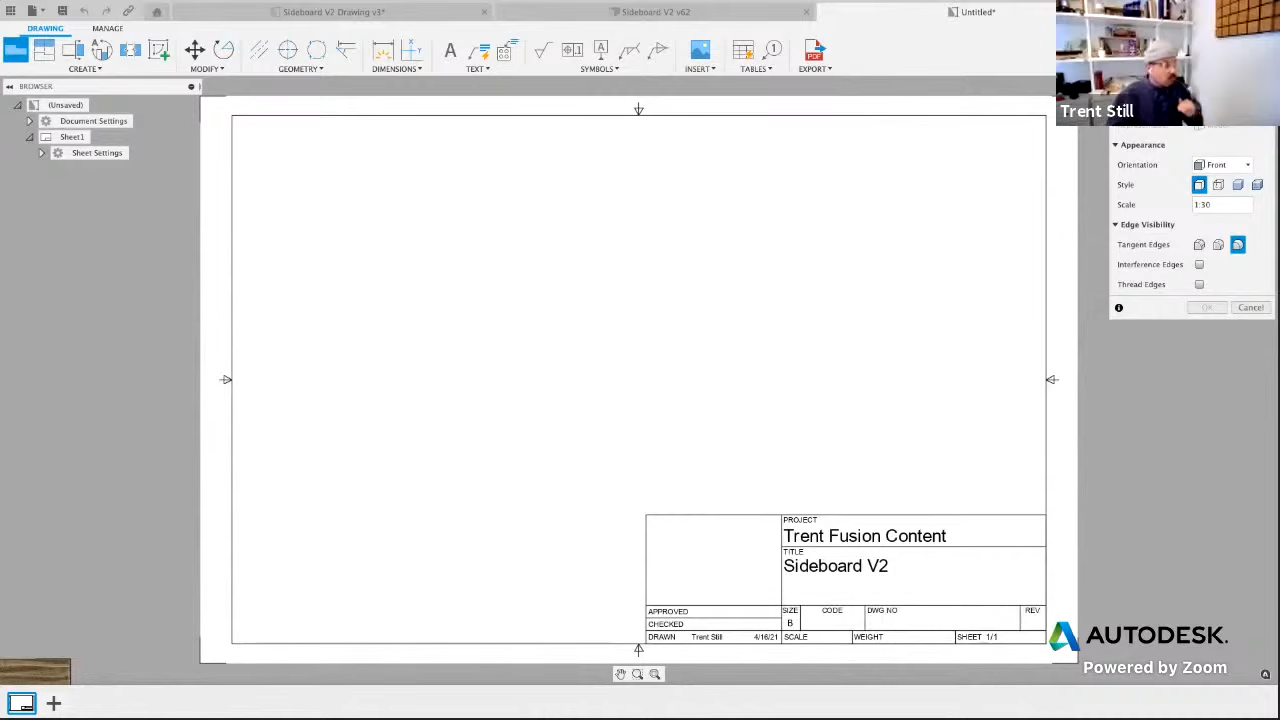 Sideboard V2 Drawing v3*
Sideboard V2 v62
Untitled*
DRAWING
MANAGE
CREATE
MODIFY
GEOMETRY
DIMENSIONS
TEXT
SYMBOLS
INSERT
TABLES
EXPORT
PDF
Trent Still
BROWSER
(Unsaved)
Document Settings
Sheet1
Sheet Settings
Appearance
Orientation Front
Style
Scale 1:30
Edge Visibility
Tangent Edges
Interference Edges
Thread Edges
OK Cancel
PROJECT
Trent Fusion Content
TITLE
Sideboard V2
APPROVED
CHECKED
DRAWN Trent Still 4/16/21
SIZE CODE DWG NO REV
B
SCALE WEIGHT SHEET 1/1
AUTODESK.
Powered by Zoom